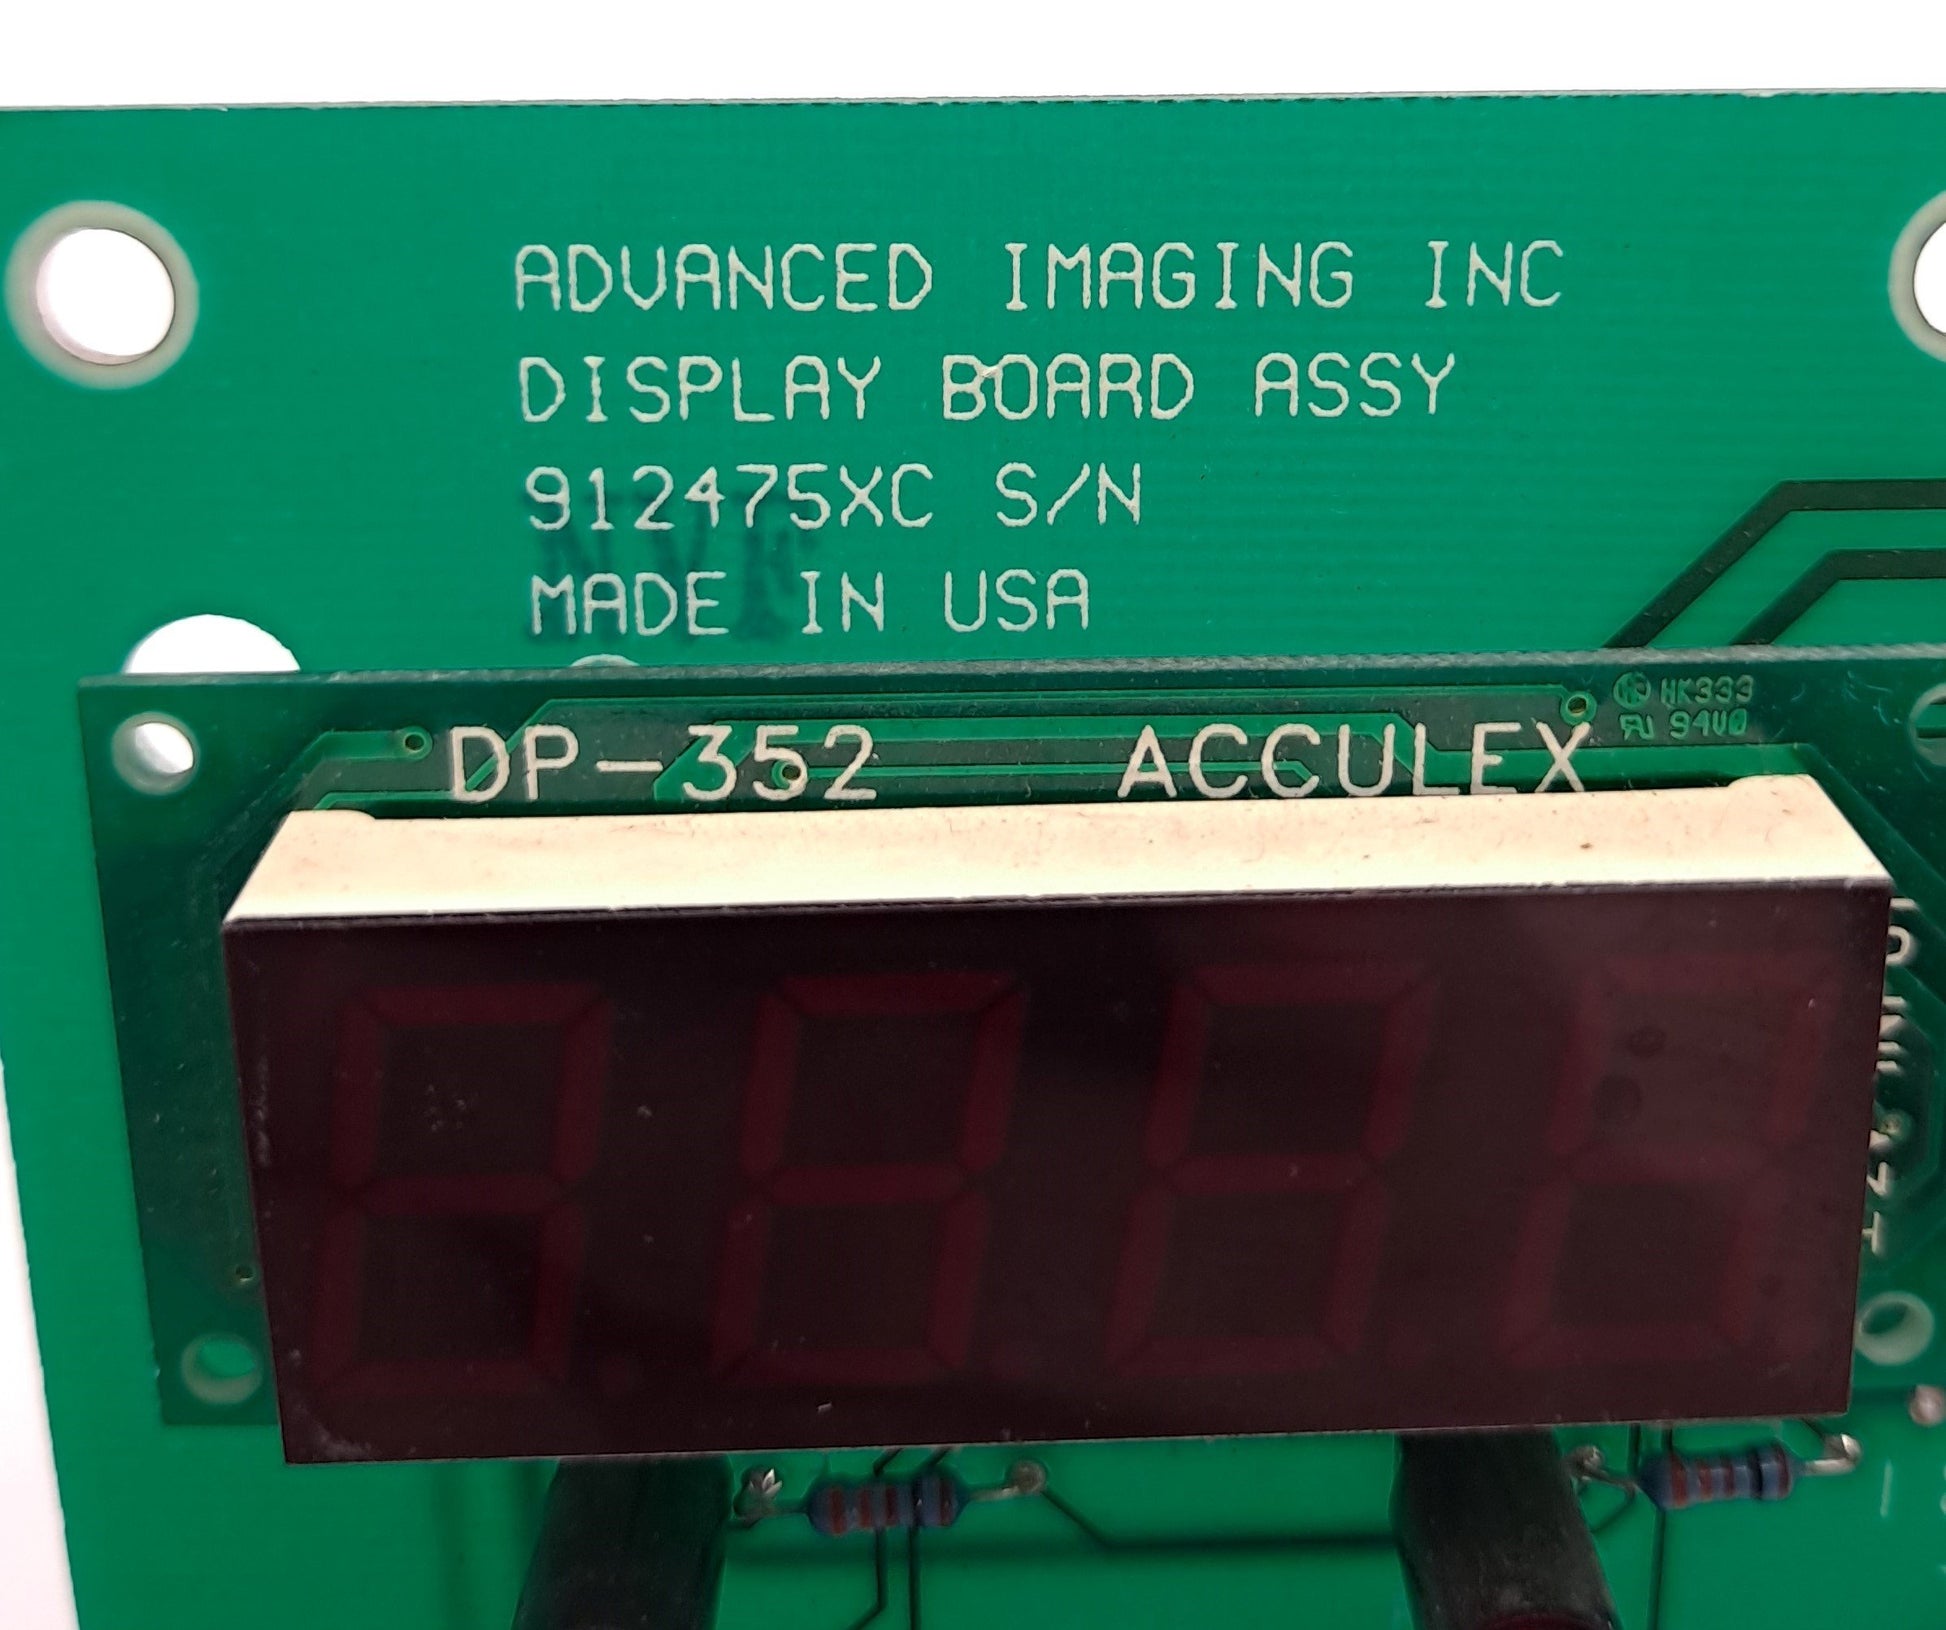 ADVANCED IMAGING INC
DISPLAY BOARD ASSY
912475XC S/N
MADE IN USA
DP-352 ACCULEX
HK333
94V0